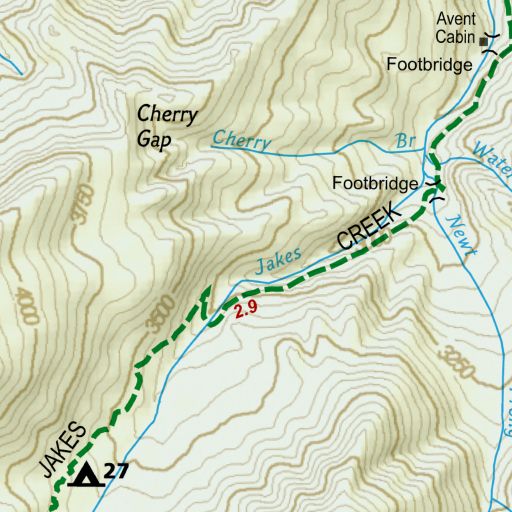 Avent
Cabin
Footbridge
Cherry
Gap
Cherry Br
Water
Footbridge
3750
CREEK
Newt
Jakes
4000
3500
2.9
3250
JAKES
27